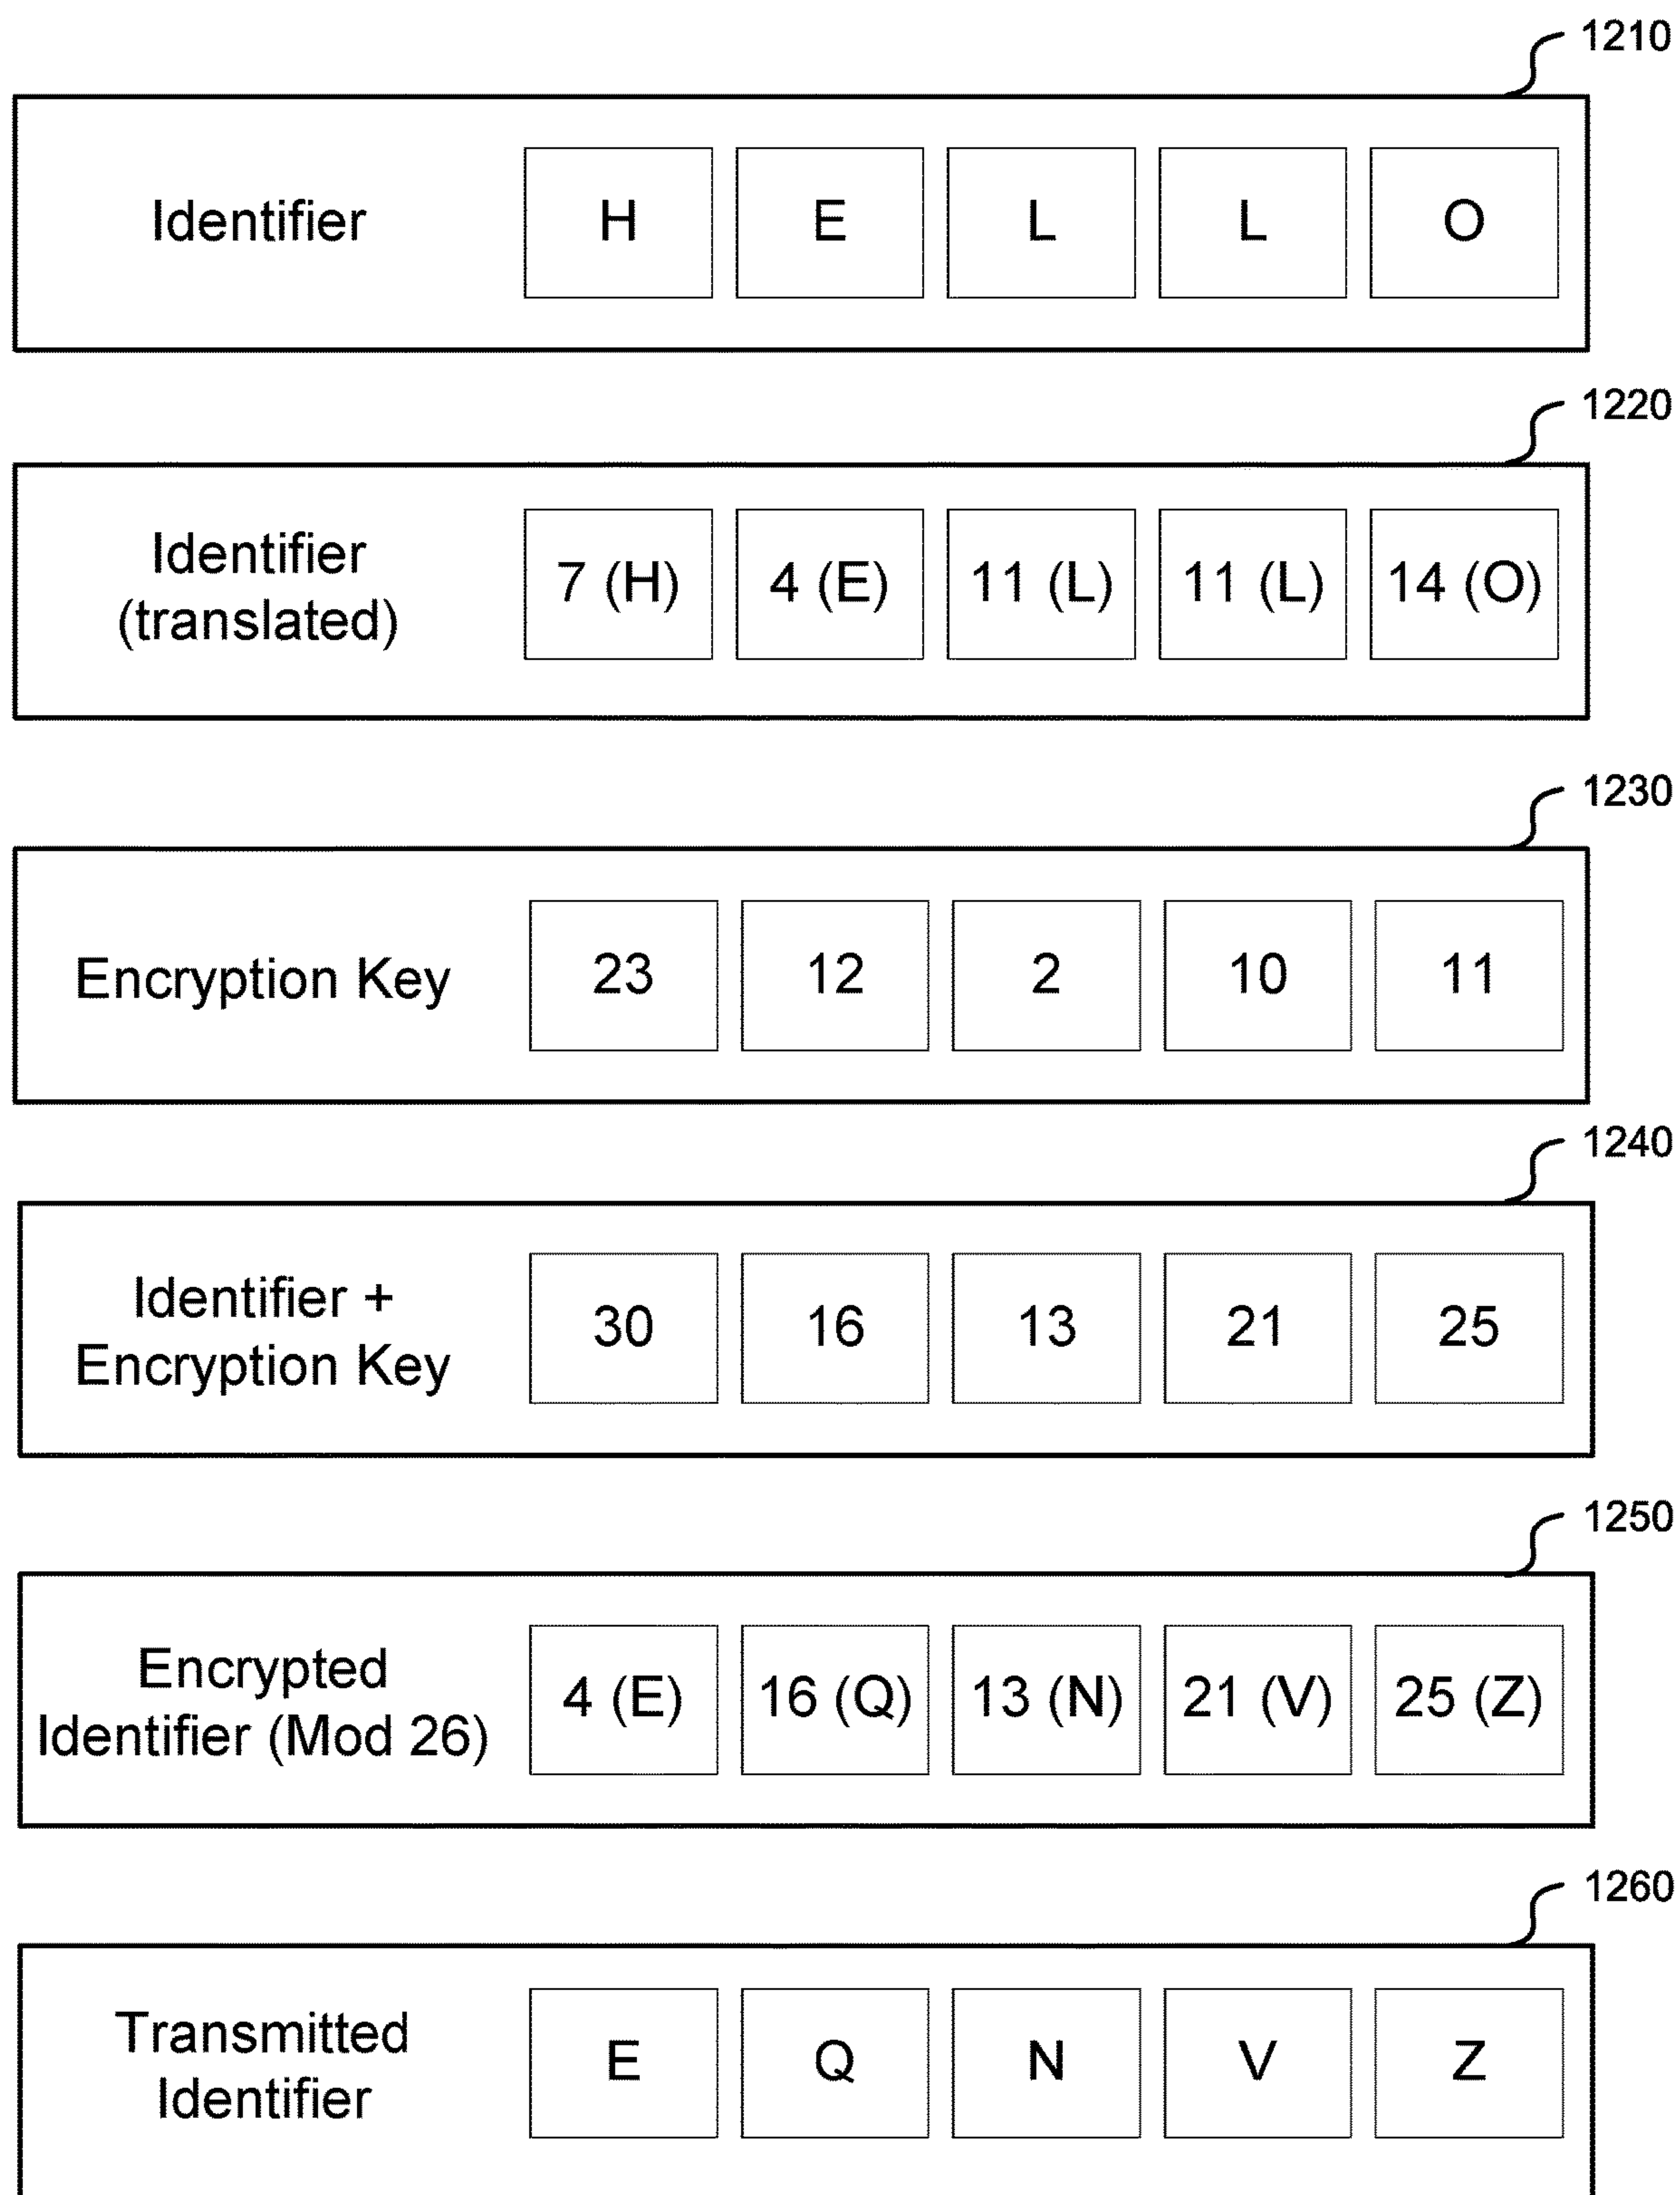 1210
Identifier H E L L O
1220
Identifier
(translated)
7 (H) 4 (E) 11 (L) 11 (L) 14 (O)
1230
Encryption Key 23 12 2 10 11
1240
Identifier +
Encryption Key
30 16 13 21 25
1250
Encrypted
Identifier (Mod 26)
4 (E) 16 (Q) 13 (N) 21 (V) 25 (Z)
1260
Transmitted
Identifier
E Q N V Z